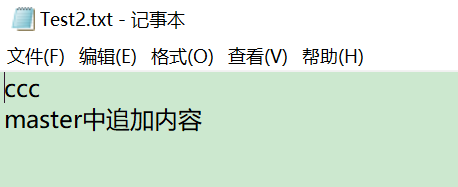 Test2.txt - 记事本
文件(F) 编辑(E) 格式(O) 查看(V) 帮助(H)
ccc
master中追加内容